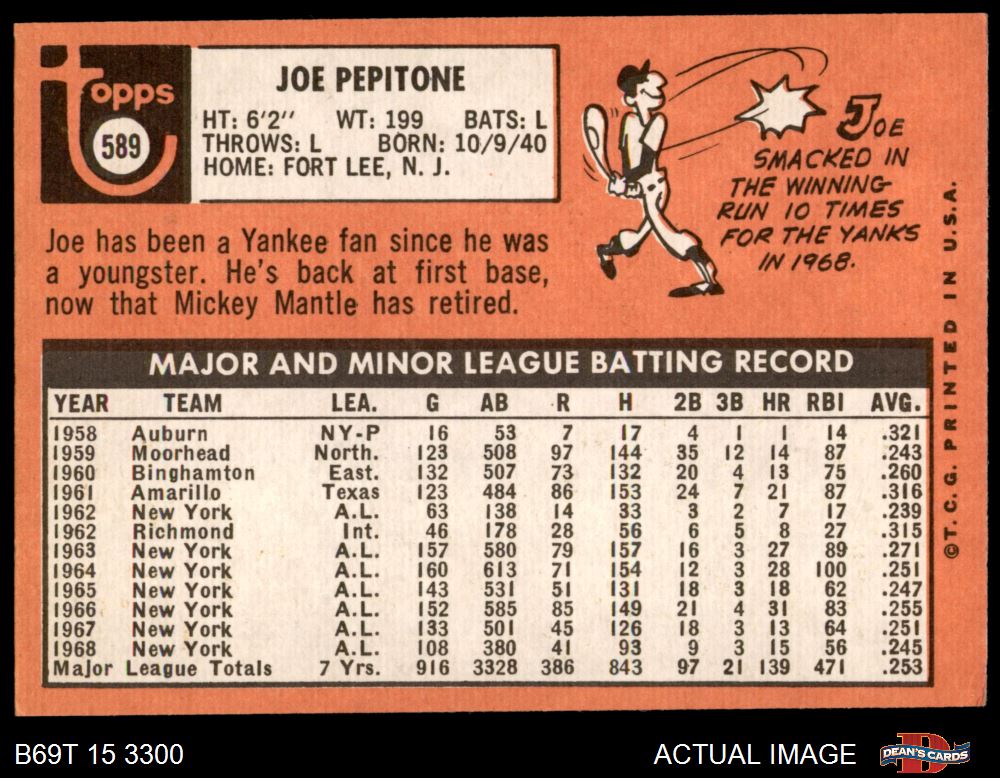 Topps
589
JOE PEPITONE
HT: 6'2'' WT: 199 BATS: L
THROWS: L BORN: 10/9/40
HOME: FORT LEE, N. J.
JOE
SMACKED IN
THE WINNING
RUN 10 TIMES
FOR THE YANKS
IN 1968.
Joe has been a Yankee fan since he was
a youngster. He's back at first base,
now that Mickey Mantle has retired.
MAJOR AND MINOR LEAGUE BATTING RECORD
YEAR TEAM LEA. G AB R H 2B 3B HR RBI AVG.
1958 Auburn NY-P 16 53 7 17 4 1 1 14 .321
1959 Moorhead North. 123 508 97 144 35 12 14 87 .243
1960 Binghamton East. 132 507 73 132 20 4 13 75 .260
1961 Amarillo Texas 123 484 86 153 24 7 21 87 .316
1962 New York A.L. 63 138 14 33 3 2 7 17 .239
1962 Richmond Int. 46 178 28 56 6 5 8 27 .315
1963 New York A.L. 157 580 79 157 16 3 27 89 .271
1964 New York A.L. 160 613 71 154 12 3 28 100 .251
1965 New York A.L. 143 531 51 131 18 3 18 62 .247
1966 New York A.L. 152 585 85 149 21 4 31 83 .255
1967 New York A.L. 133 501 45 126 18 3 13 64 .251
1968 New York A.L. 108 380 41 93 9 3 15 56 .245
Major League Totals 7 Yrs. 916 3328 386 843 97 21 139 471 .253
©T. C. G. PRINTED IN U.S.A.
B69T 15 3300
ACTUAL IMAGE
D
DEAN'S CARDS